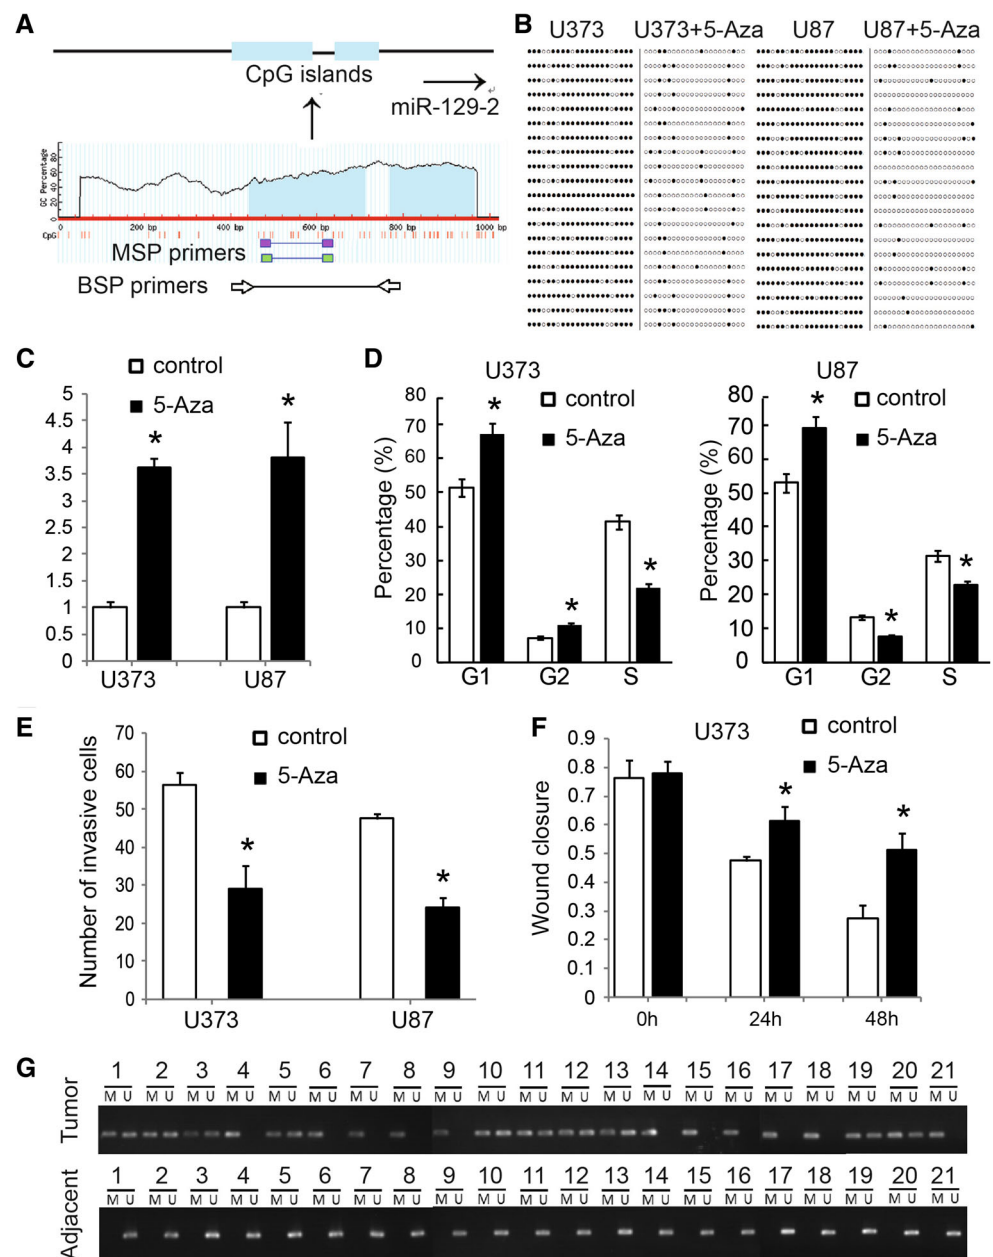 A
CpG islands
miR-129-2
GC Percentage
80
60
40
20
0
0
200 bp
400 bp
600 bp
800 bp
1000 bp
CpG
MSP primers
BSP primers
B
U373 U373+5-Aza U87 U87+5-Aza
C
control
5-Aza
5
4.5
4
3.5
3
2.5
2
1.5
1
0.5
0
* *
U373 U87
D
U373
control
5-Aza
Percentage (%)
80
70
60
50
40
30
20
10
0
* * *
G1 G2 S
U87
control
5-Aza
Percentage (%)
80
70
60
50
40
30
20
10
0
* * *
G1 G2 S
E
control
5-Aza
Number of invasive cells
70
60
50
40
30
20
10
0
* *
U373 U87
F
U373
control
5-Aza
Wound closure
0.9
0.8
0.7
0.6
0.5
0.4
0.3
0.2
0.1
0
* *
0h 24h 48h
G
1 2 3 4 5 6 7 8 9 10 11 12 13 14 15 16 17 18 19 20 21
M U M U M U M U M U M U M U M U M U M U M U M U M U M U M U M U M U M U M U M U M U
Tumor
1 2 3 4 5 6 7 8 9 10 11 12 13 14 15 16 17 18 19 20 21
M U M U M U M U M U M U M U M U M U M U M U M U M U M U M U M U M U M U M U M U M U
Adjacent